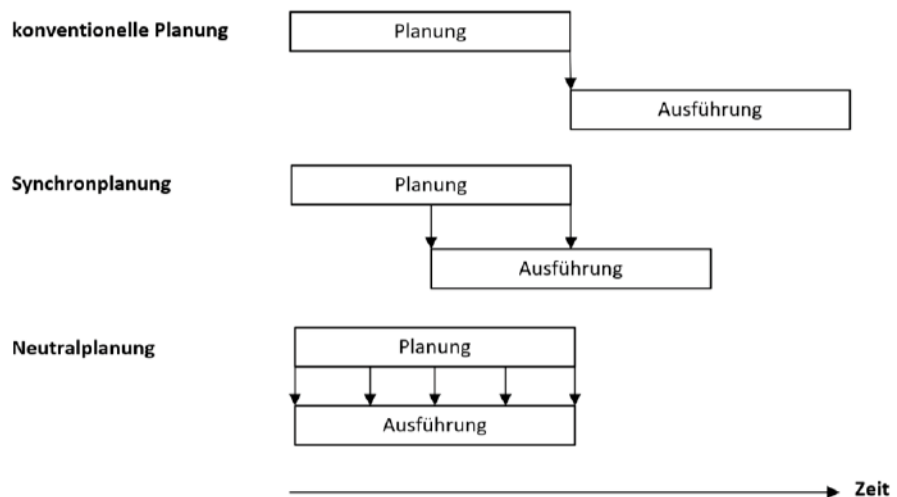 konventionelle Planung
Planung
Ausführung
Synchronplanung
Planung
Ausführung
Neutralplanung
Planung
Ausführung
Zeit